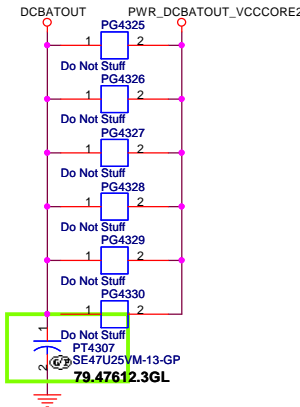 DCBATOUT PWR_DCBATOUT_VCCCORE2
PG4325
1 2
Do Not Stuff
PG4326
1 2
Do Not Stuff
PG4327
1 2
Do Not Stuff
PG4328
1 2
Do Not Stuff
PG4329
1 2
Do Not Stuff
PG4330
1 2
Do Not Stuff
1
PT4307
SE47U25VM-13-GP
2
79.47612.3GL